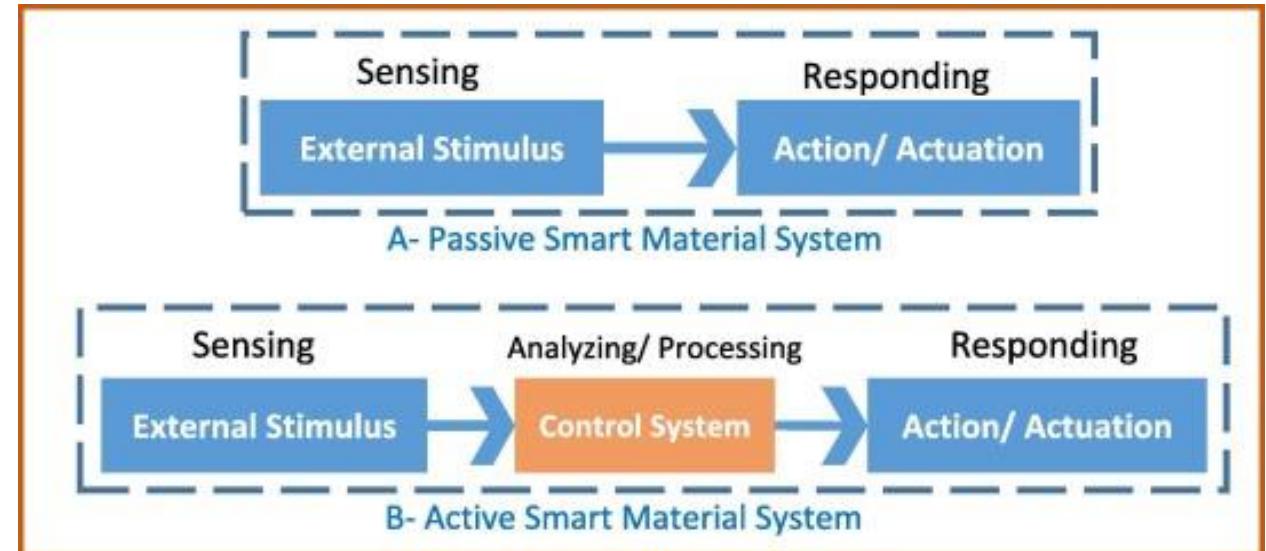 Sensing Responding
External Stimulus Action/ Actuation
A- Passive Smart Material System
Sensing Analyzing/ Processing Responding
External Stimulus Control System Action/ Actuation
B- Active Smart Material System